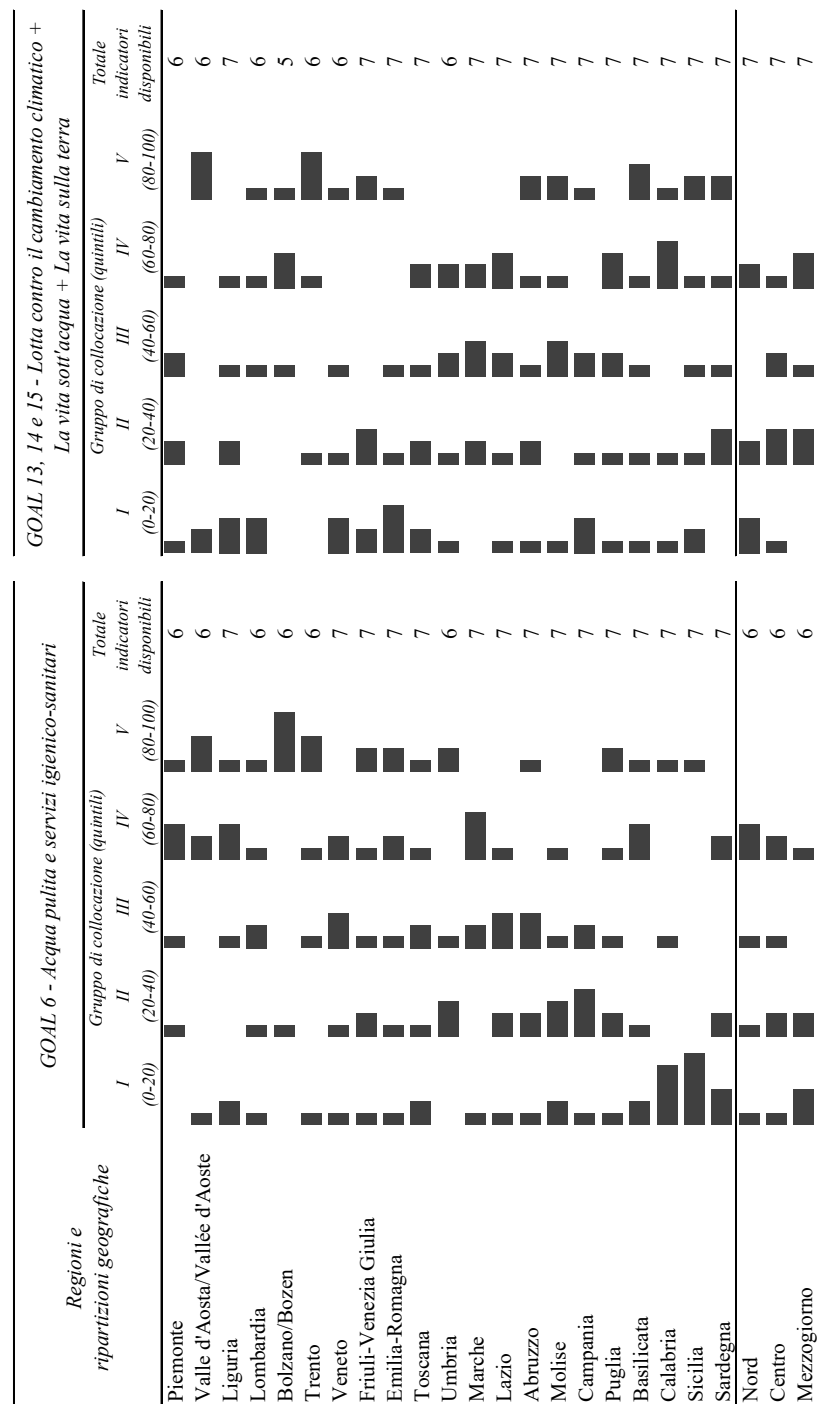 Regioni e
ripartizioni geografiche
GOAL 6 - Acqua pulita e servizi igienico-sanitari
Gruppo di collocazione (quintili)
I II III IV V
(0-20) (20-40) (40-60) (60-80) (80-100)
Totale
indicatori
disponibili
GOAL 13, 14 e 15 - Lotta contro il cambiamento climatico +
La vita sott'acqua + La vita sulla terra
Gruppo di collocazione (quintili)
I II III IV V
(0-20) (20-40) (40-60) (60-80) (80-100)
Totale
indicatori
disponibili
Piemonte 6 6
Valle d'Aosta/Vallée d'Aoste 6 6
Liguria 7 7
Lombardia 6 6
Bolzano/Bozen 6 5
Trento 6 6
Veneto 7 6
Friuli-Venezia Giulia 7 7
Emilia-Romagna 7 7
Toscana 7 7
Umbria 6 6
Marche 7 7
Lazio 7 7
Abruzzo 7 7
Molise 7 7
Campania 7 7
Puglia 7 7
Basilicata 7 7
Calabria 7 7
Sicilia 7 7
Sardegna 7 7
Nord 6 7
Centro 6 7
Mezzogiorno 6 7